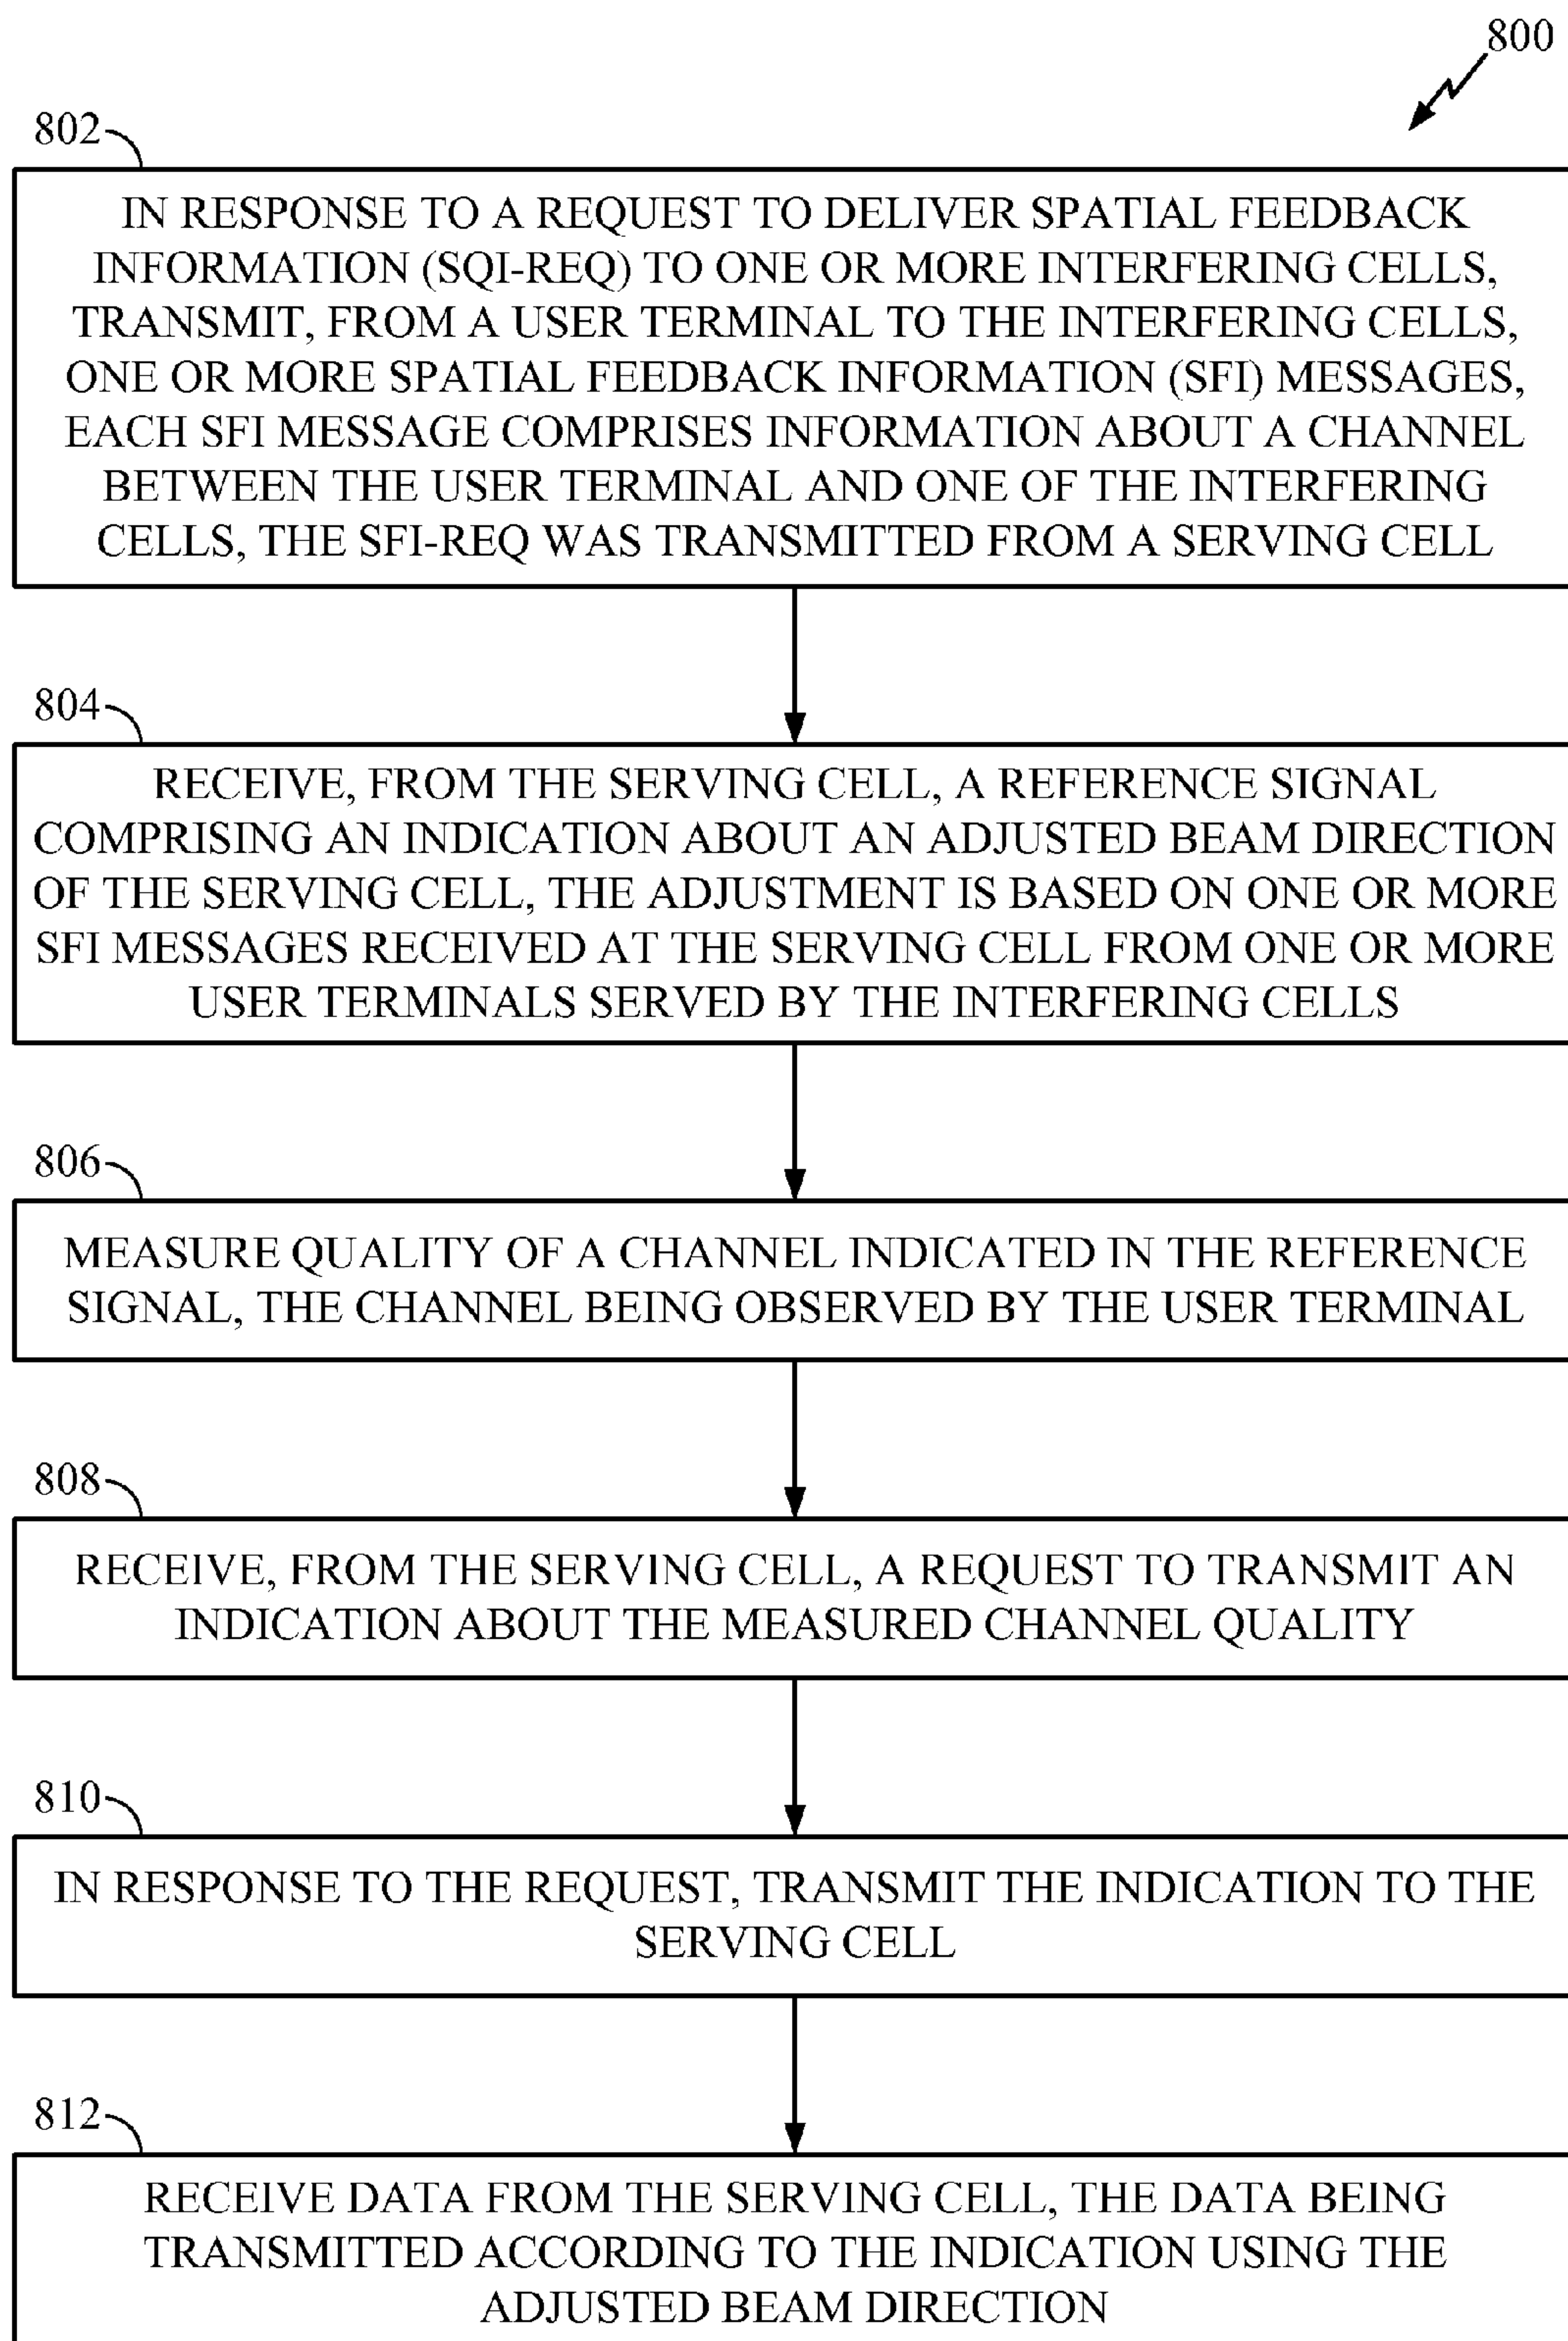 800
802
IN RESPONSE TO A REQUEST TO DELIVER SPATIAL FEEDBACK
INFORMATION (SQI-REQ) TO ONE OR MORE INTERFERING CELLS,
TRANSMIT, FROM A USER TERMINAL TO THE INTERFERING CELLS,
ONE OR MORE SPATIAL FEEDBACK INFORMATION (SFI) MESSAGES,
EACH SFI MESSAGE COMPRISES INFORMATION ABOUT A CHANNEL
BETWEEN THE USER TERMINAL AND ONE OF THE INTERFERING
CELLS, THE SFI-REQ WAS TRANSMITTED FROM A SERVING CELL
804
RECEIVE, FROM THE SERVING CELL, A REFERENCE SIGNAL
COMPRISING AN INDICATION ABOUT AN ADJUSTED BEAM DIRECTION
OF THE SERVING CELL, THE ADJUSTMENT IS BASED ON ONE OR MORE
SFI MESSAGES RECEIVED AT THE SERVING CELL FROM ONE OR MORE
USER TERMINALS SERVED BY THE INTERFERING CELLS
806
MEASURE QUALITY OF A CHANNEL INDICATED IN THE REFERENCE
SIGNAL, THE CHANNEL BEING OBSERVED BY THE USER TERMINAL
808
RECEIVE, FROM THE SERVING CELL, A REQUEST TO TRANSMIT AN
INDICATION ABOUT THE MEASURED CHANNEL QUALITY
810
IN RESPONSE TO THE REQUEST, TRANSMIT THE INDICATION TO THE
SERVING CELL
812
RECEIVE DATA FROM THE SERVING CELL, THE DATA BEING
TRANSMITTED ACCORDING TO THE INDICATION USING THE
ADJUSTED BEAM DIRECTION